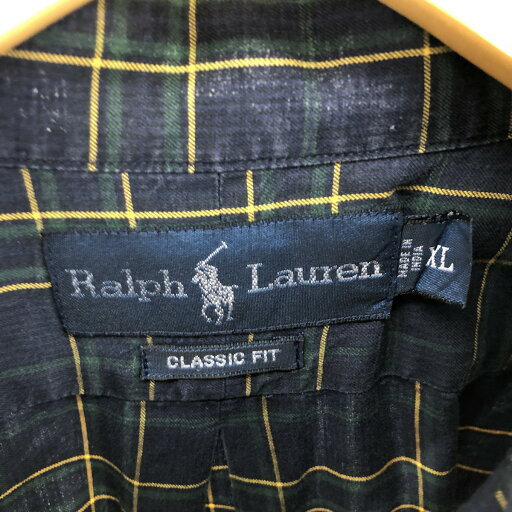 Ralph Lauren
MADE IN
INDIA
XL
CLASSIC FIT